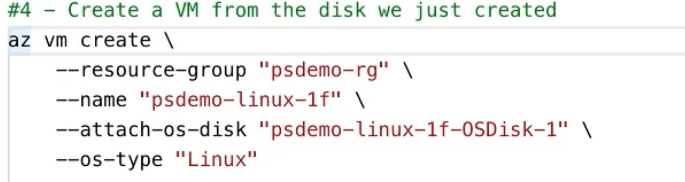 #4 - Create a VM from the disk we just created
az vm create \
--resource-group "psdemo-rg" \
--name "psdemo-linux-1f" \
--attach-os-disk "psdemo-linux-1f-OSDisk-1" \
--os-type "Linux"